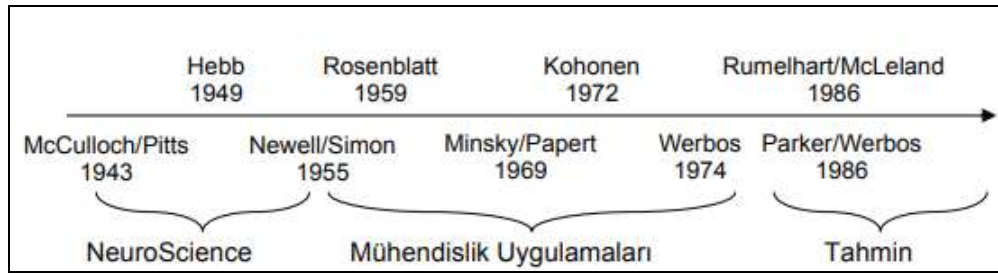 Hebb Rosenblatt Kohonen Rumelhart/McLeland
1949 1959 1972 1986
McCulloch/Pitts Newell/Simon Minsky/Papert Werbos Parker/Werbos
1943 1955 1969 1974 1986
NeuroScience Mühendislik Uygulamaları Tahmin